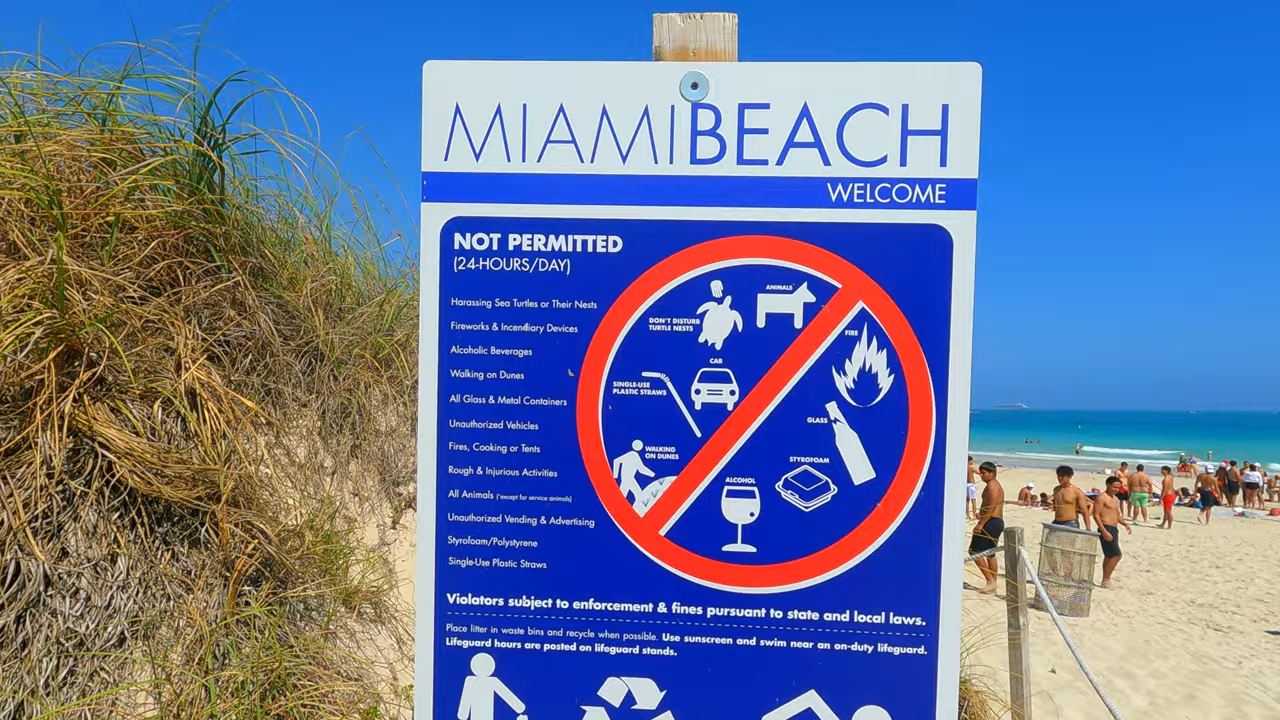 MIAMIBEACH
WELCOME
NOT PERMITTED
(24-HOURS/DAY)
Harassing Sea Turtles or Their Nests
Fireworks & Incendiary Devices
Alcoholic Beverages
Walking on Dunes
All Glass & Metal Containers
Unauthorized Vehicles
Fires, Cooking or Tents
Rough & Injurious Activities
All Animals (*except for service animals)
Unauthorized Vending & Advertising
Styrofoam/Polystyrene
Single-Use Plastic Straws
ANIMALS*
DON'T DISTURB
TURTLE NESTS
FIRE
CAR
SINGLE-USE
PLASTIC STRAWS
GLASS
WALKING
ON DUNES
STYROFOAM
ALCOHOL
Violators subject to enforcement & fines pursuant to state and local laws.
Place litter in waste bins and recycle when possible. Use sunscreen and swim near an on-duty lifeguard.
Lifeguard hours are posted on lifeguard stands.